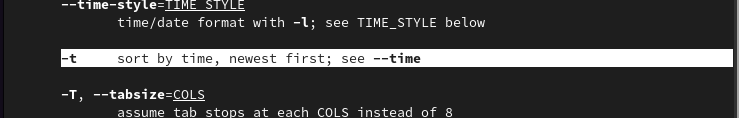 --time-style=TIME_STYLE
time/date format with -l; see TIME_STYLE below
-t     sort by time, newest first; see --time
-T, --tabsize=COLS
assume tab stops at each COLS instead of 8